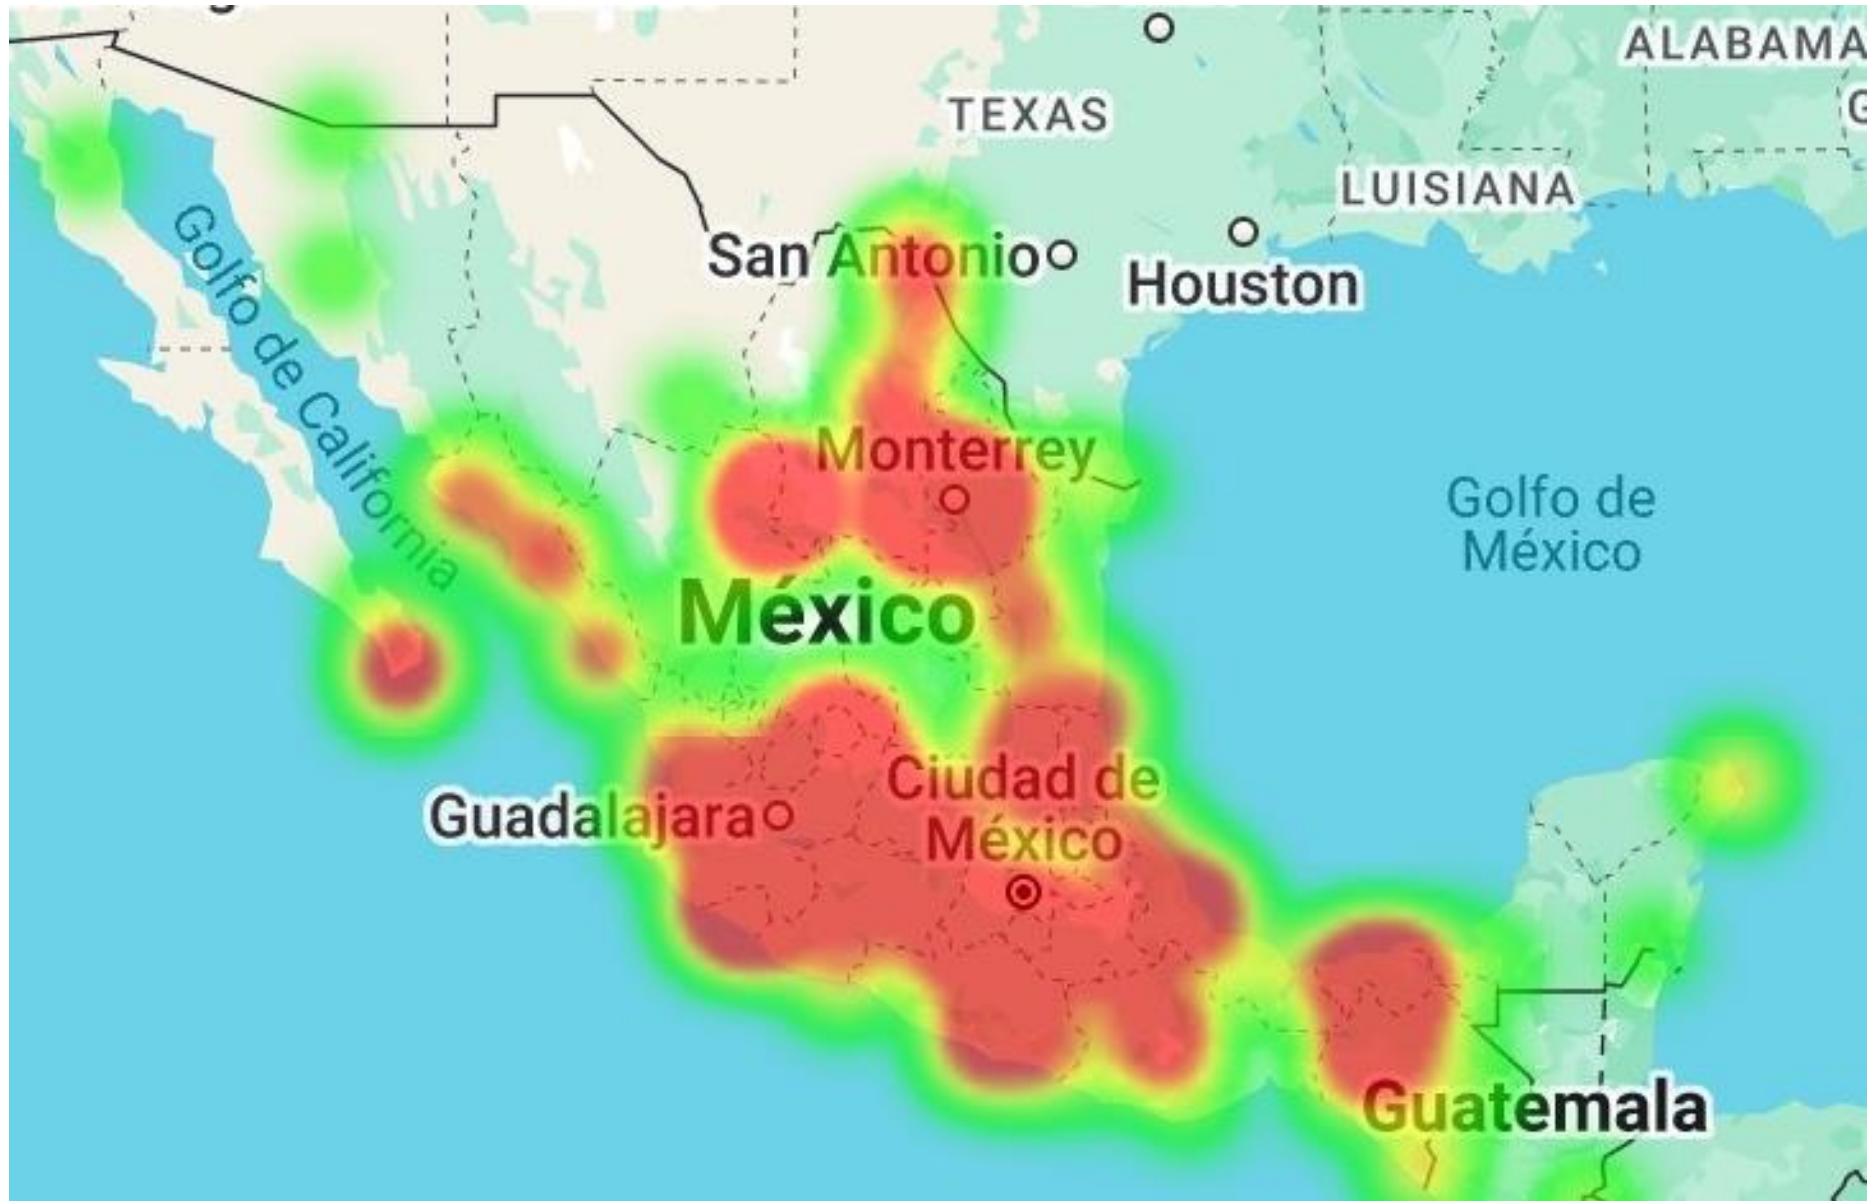 ALABAMA
TEXAS
LUISIANA
San Antonio
Houston
Golfo de California
Monterrey
Golfo de
México
México
Ciudad de
México
Guadalajara
Guatemala